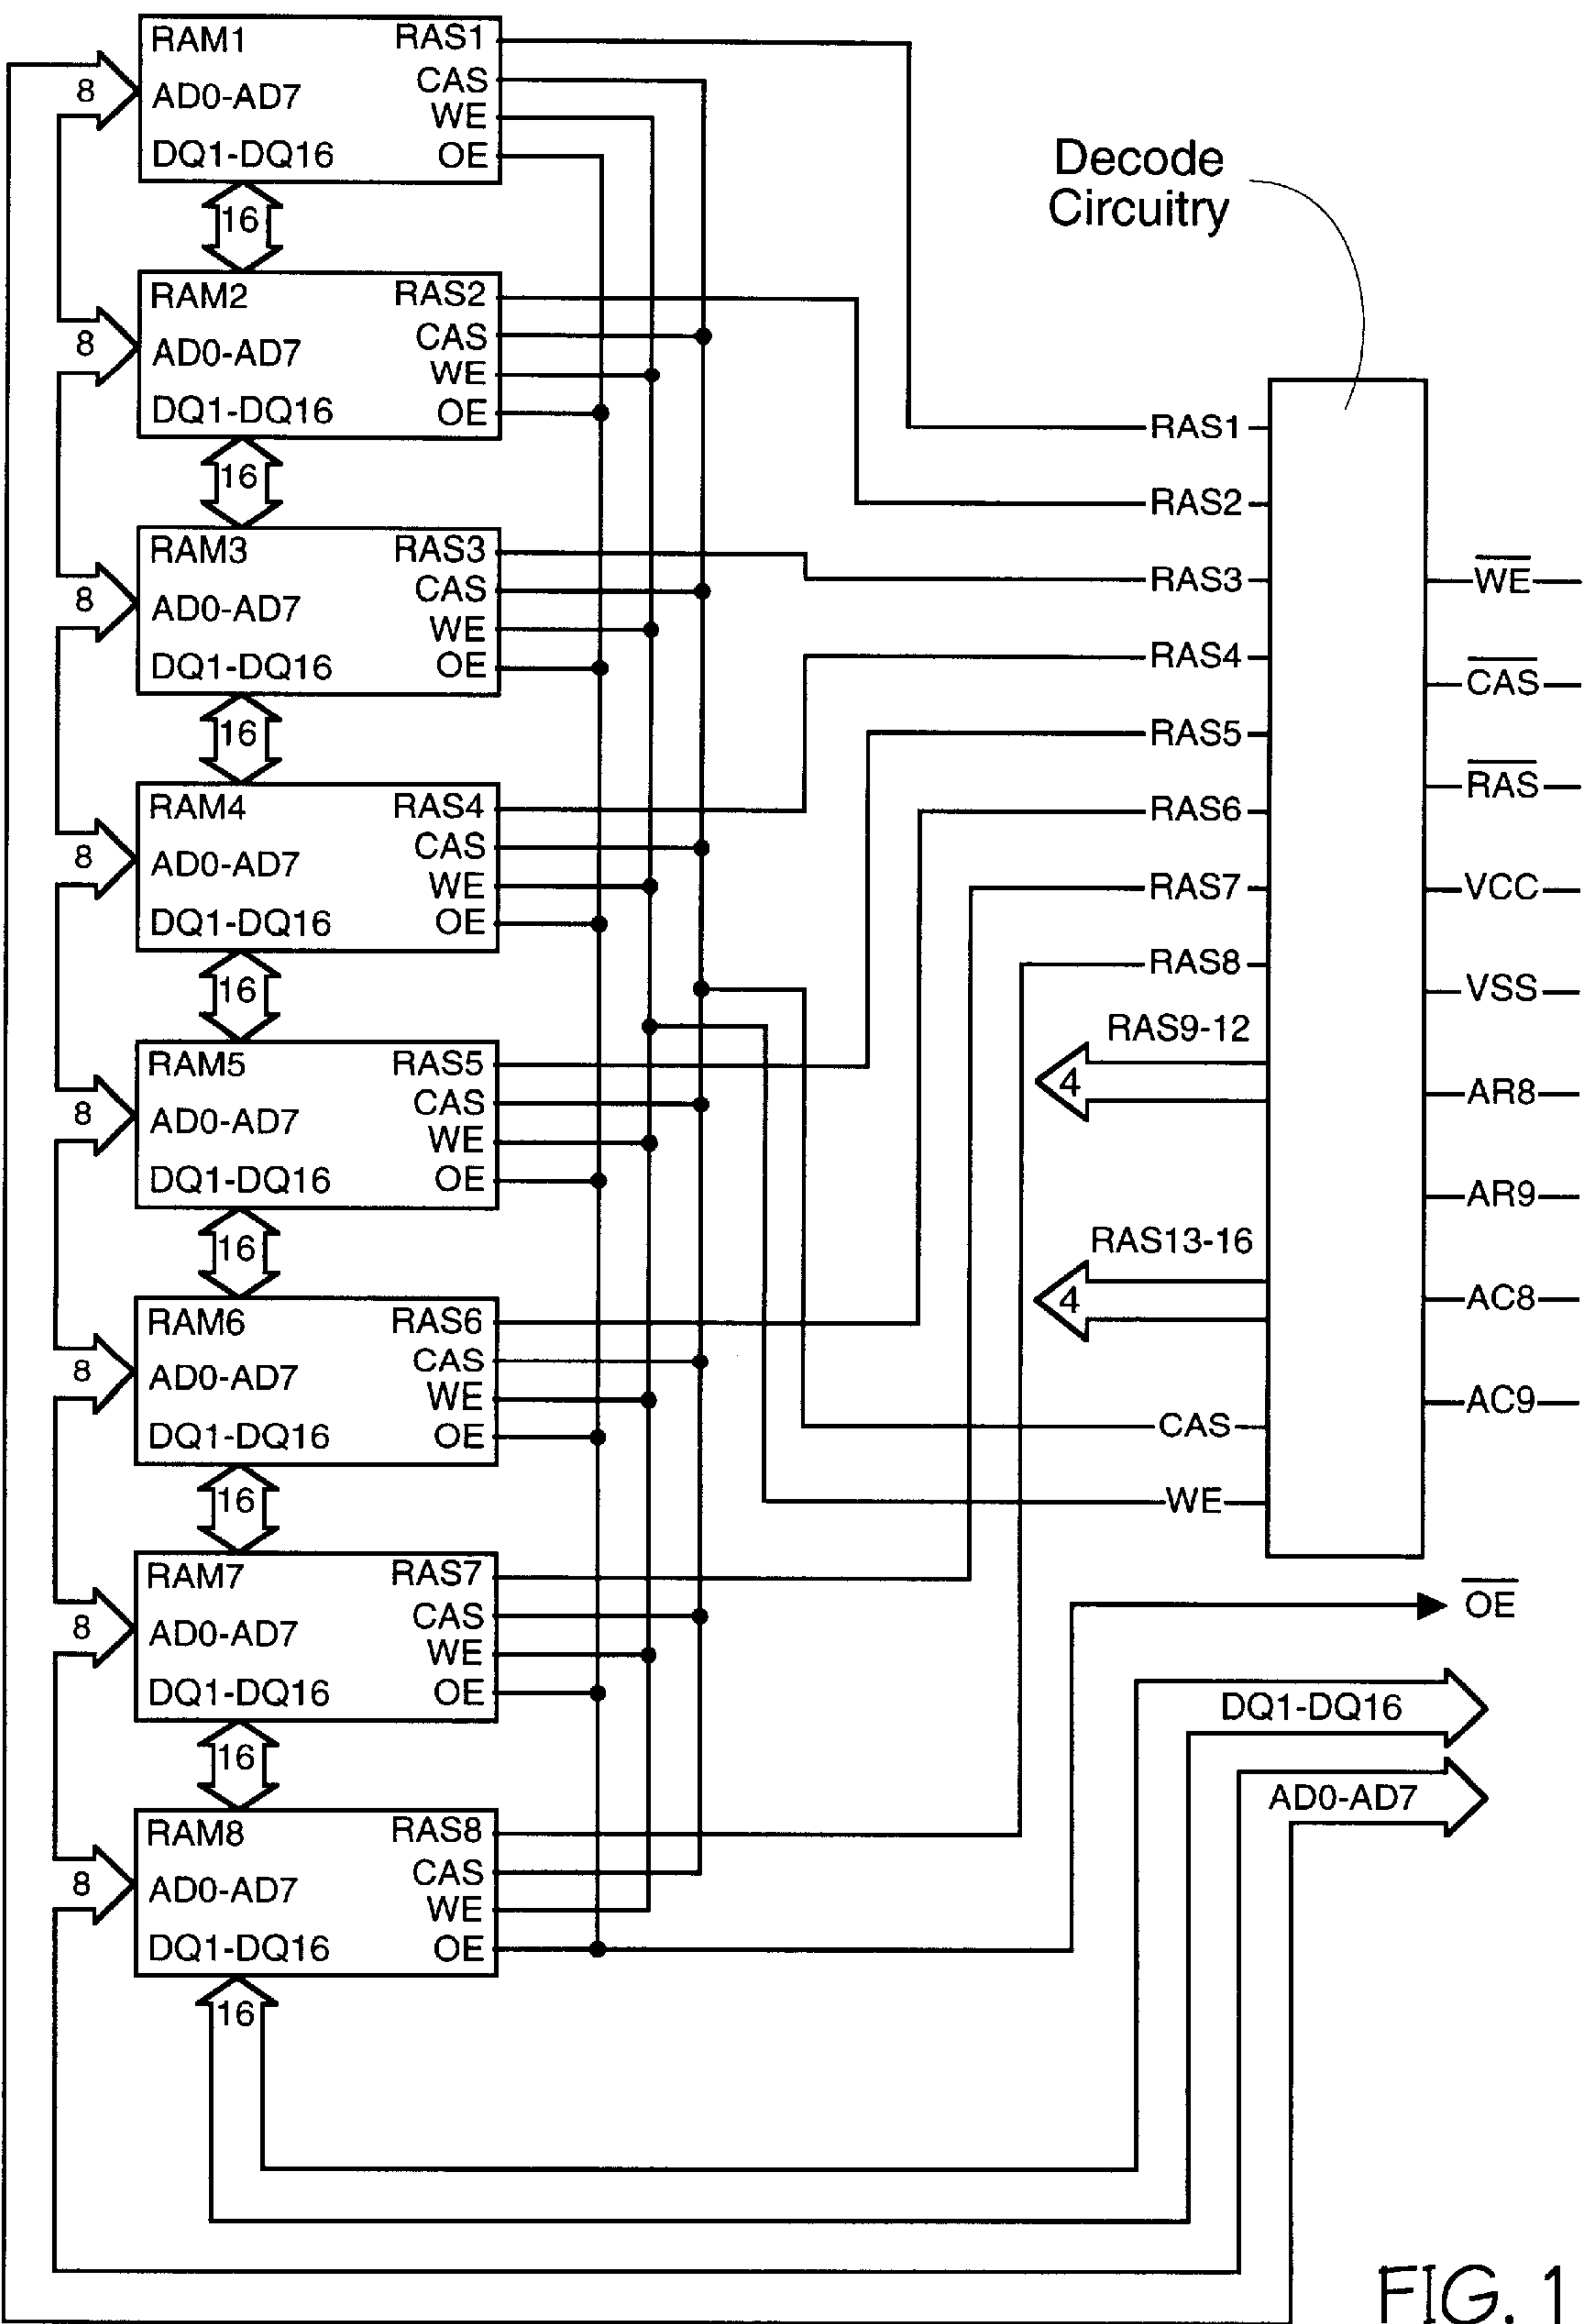 RAM1 RAS1
CAS
8 AD0-AD7
WE
DQ1-DQ16 OE
16
RAM2 RAS2
CAS
8 AD0-AD7
WE
DQ1-DQ16 OE
16
RAM3 RAS3
CAS
8 AD0-AD7
WE
DQ1-DQ16 OE
16
RAM4 RAS4
CAS
8 AD0-AD7
WE
DQ1-DQ16 OE
16
RAM5 RAS5
CAS
8 AD0-AD7
WE
DQ1-DQ16 OE
16
RAM6 RAS6
CAS
8 AD0-AD7
WE
DQ1-DQ16 OE
16
RAM7 RAS7
CAS
8 AD0-AD7
WE
DQ1-DQ16 OE
16
RAM8 RAS8
CAS
8 AD0-AD7
WE
DQ1-DQ16 OE
16
Decode
Circuitry
RAS1
RAS2
RAS3
RAS4
RAS5
RAS6
RAS7
RAS8
RAS9-12
4
RAS13-16
4
CAS
WE
W̅E̅
C̅A̅S̅
R̅A̅S̅
VCC
VSS
AR8
AR9
AC8
AC9
O̅E̅
DQ1-DQ16
AD0-AD7
FIG. 1